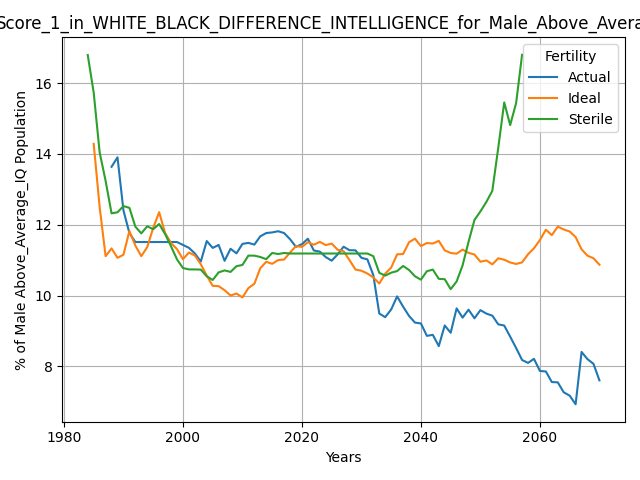 Score_1_in_WHITE_BLACK_DIFFERENCE_INTELLIGENCE_for_Male_Above_Avera
% of Male Above_Average_IQ Population
16
14
12
10
8
Fertility
Actual
Ideal
Sterile
1980 2000 2020 2040 2060
Years